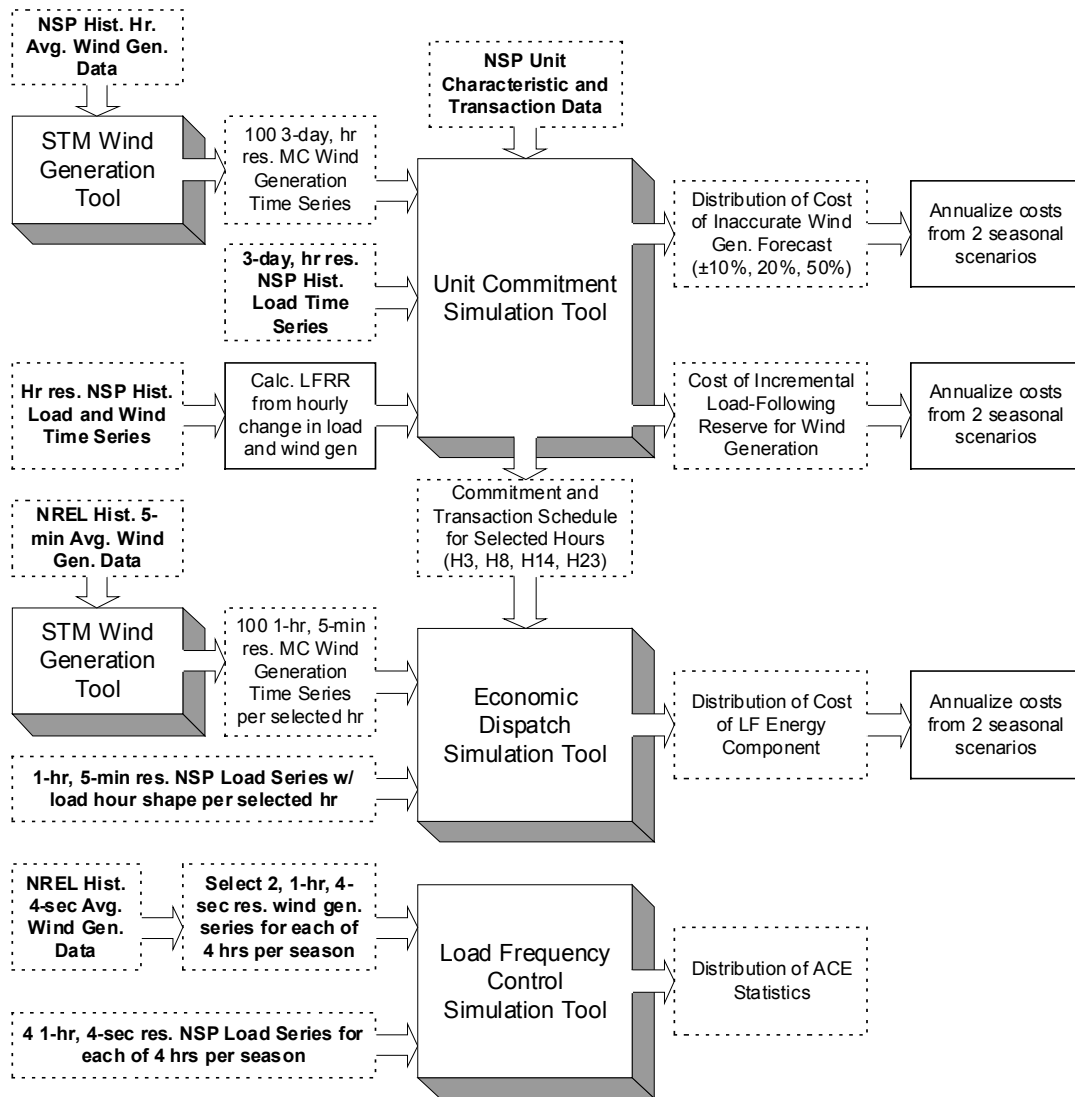 NSP Hist. Hr.
Avg. Wind Gen.
Data
NSP Unit
Characteristic and
Transaction Data
STM Wind
Generation
Tool
100 3-day, hr
res. MC Wind
Generation
Time Series
3-day, hr res.
NSP Hist.
Load Time
Series
Unit Commitment
Simulation Tool
Distribution of Cost
of Inaccurate Wind
Gen. Forecast
(±10%, 20%, 50%)
Annualize costs
from 2 seasonal
scenarios
Hr res. NSP Hist.
Load and Wind
Time Series
Calc. LFRR
from hourly
change in load
and wind gen
Cost of Incremental
Load-Following
Reserve for Wind
Generation
Annualize costs
from 2 seasonal
scenarios
Commitment and
Transaction Schedule
for Selected Hours
(H3, H8, H14, H23)
NREL Hist. 5-
min Avg. Wind
Gen. Data
STM Wind
Generation
Tool
100 1-hr, 5-min
res. MC Wind
Generation
Time Series
per selected hr
1-hr, 5-min res. NSP Load Series w/
load hour shape per selected hr
Economic
Dispatch
Simulation Tool
Distribution of Cost
of LF Energy
Component
Annualize costs
from 2 seasonal
scenarios
NREL Hist.
4-sec Avg.
Wind Gen.
Data
Select 2, 1-hr, 4-
sec res. wind gen.
series for each of
4 hrs per season
4 1-hr, 4-sec res. NSP Load Series for
each of 4 hrs per season
Load Frequency
Control
Simulation Tool
Distribution of ACE
Statistics